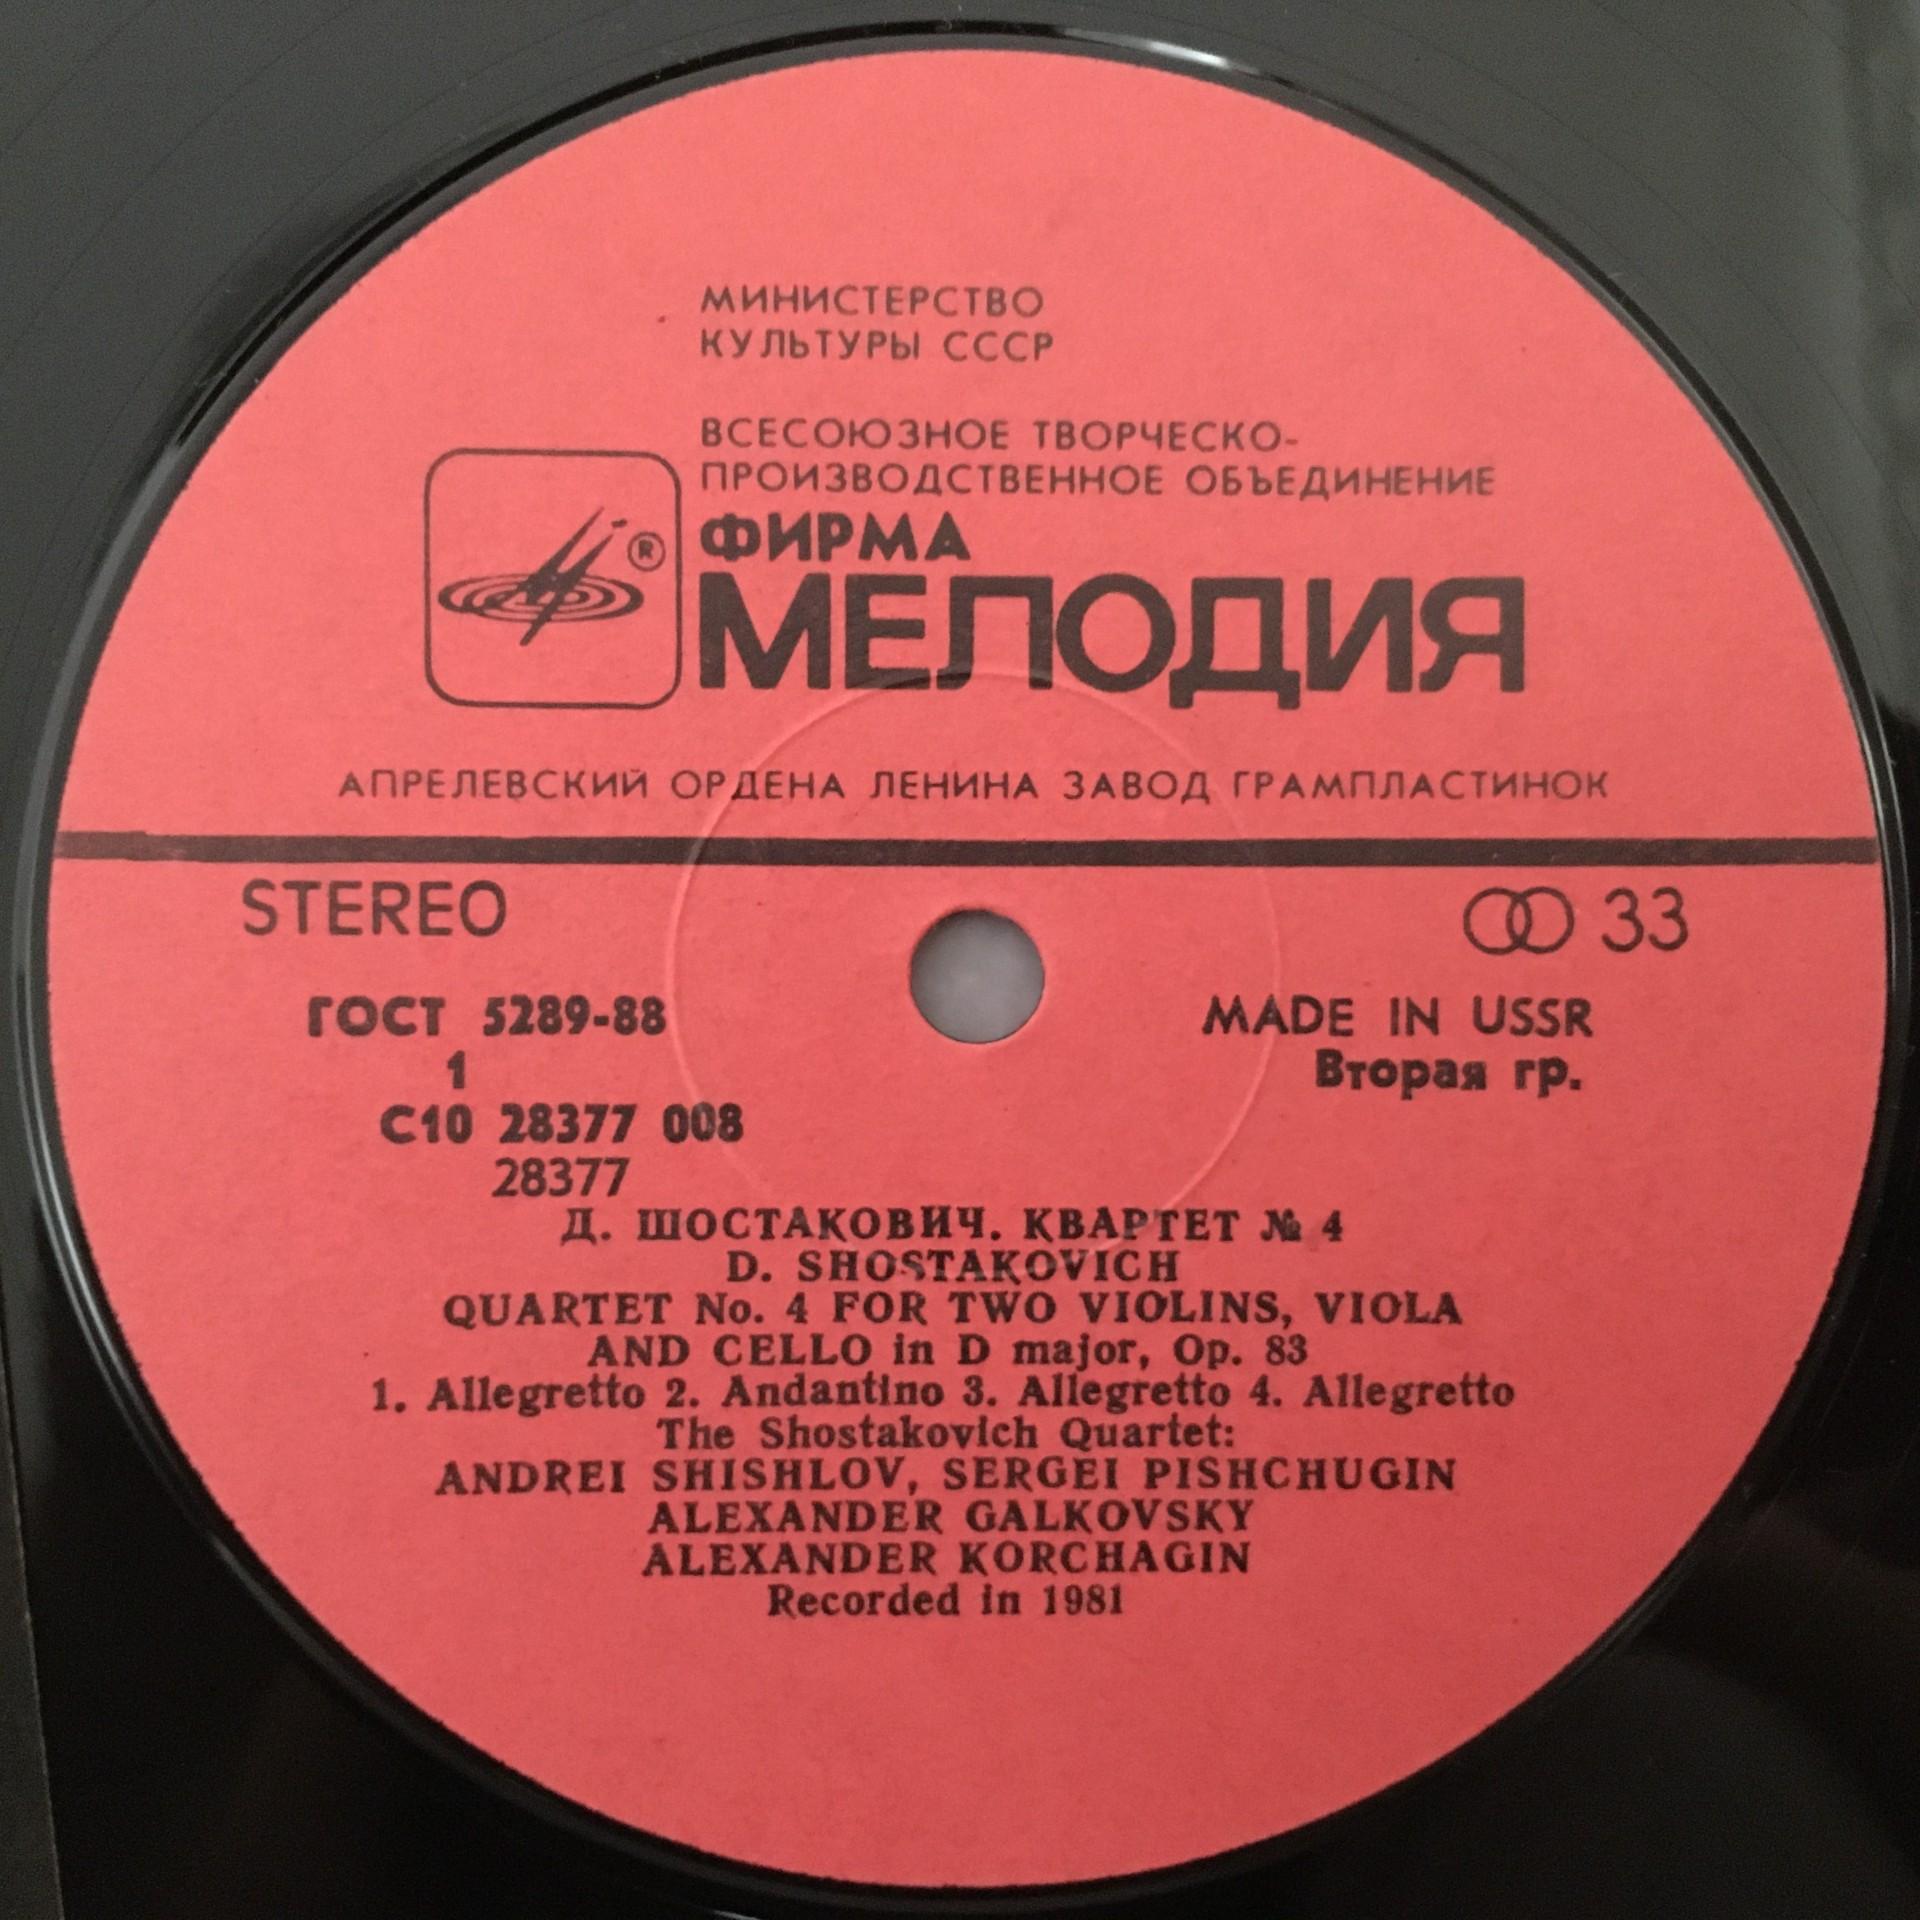 МИНИСТЕРСТВО
КУЛЬТУРЫ СССР
ВСЕСОЮЗНОЕ ТВОРЧЕСКО-
ПРОИЗВОДСТВЕННОЕ ОБЪЕДИНЕНИЕ
ФИРМА
®
МЕЛОДИЯ
АПРЕЛЕВСКИЙ ОРДЕНА ЛЕНИНА ЗАВОД ГРАМПЛАСТИНОК
STEREO 33
ГОСТ 5289-88 MADE IN USSR
1 Вторая гр.
С10 28377 008
28377
Д. ШОСТАКОВИЧ. КВАРТЕТ № 4
D. SHOSTAKOVICH
QUARTET No. 4 FOR TWO VIOLINS, VIOLA
AND CELLO in D major, Op. 83
1. Allegretto 2. Andantino 3. Allegretto 4. Allegretto
The Shostakovich Quartet:
ANDREI SHISHLOV, SERGEI PISHCHUGIN
ALEXANDER GALKOVSKY
ALEXANDER KORCHAGIN
Recorded in 1981